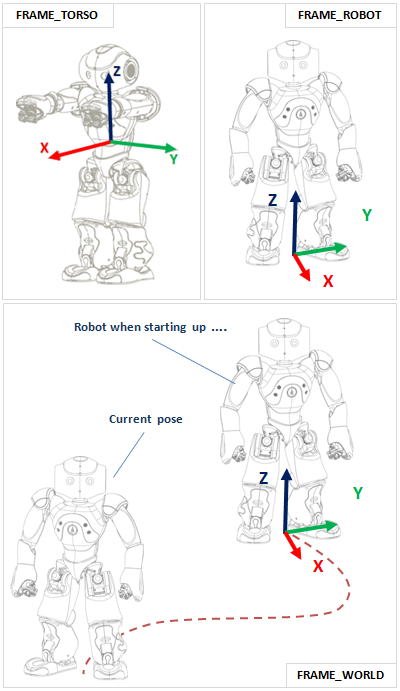 FRAME_TORSO
FRAME_ROBOT
Z
X
Y
Z
Y
X
Robot when starting up ....
Current pose
Z
Y
X
FRAME_WORLD